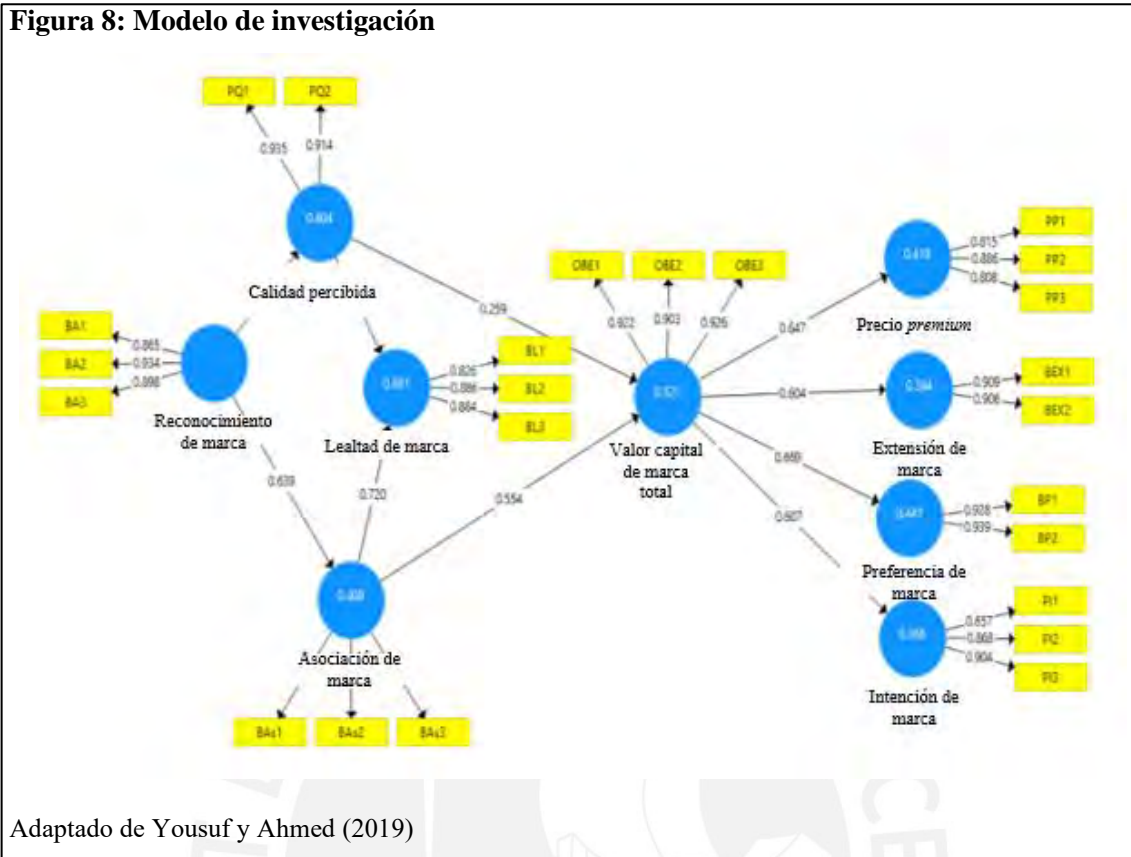 Figura 8: Modelo de investigación
PQ1
PQ2
0.935
0.914
Calidad percibida
BA1
BA2
BA3
0.865
0.934
0.898
Reconocimiento
de marca
BL1
BL2
BL3
0.826
0.886
0.864
Lealtad de marca
0.259
0.639
0.720
0.554
Asociación de
marca
BAs1
BAs2
BAs3
OBE1
OBE2
OBE3
0.922
0.903
0.926
Valor capital
de marca
total
0.647
0.604
0.669
0.607
PP1
PP2
PP3
0.815
0.886
0.808
Precio premium
BEX1
BEX2
0.909
0.906
Extensión de
marca
BP1
BP2
0.928
0.939
Preferencia de
marca
PI1
PI2
PI3
0.657
0.868
0.904
Intención de
marca
Adaptado de Yousuf y Ahmed (2019)